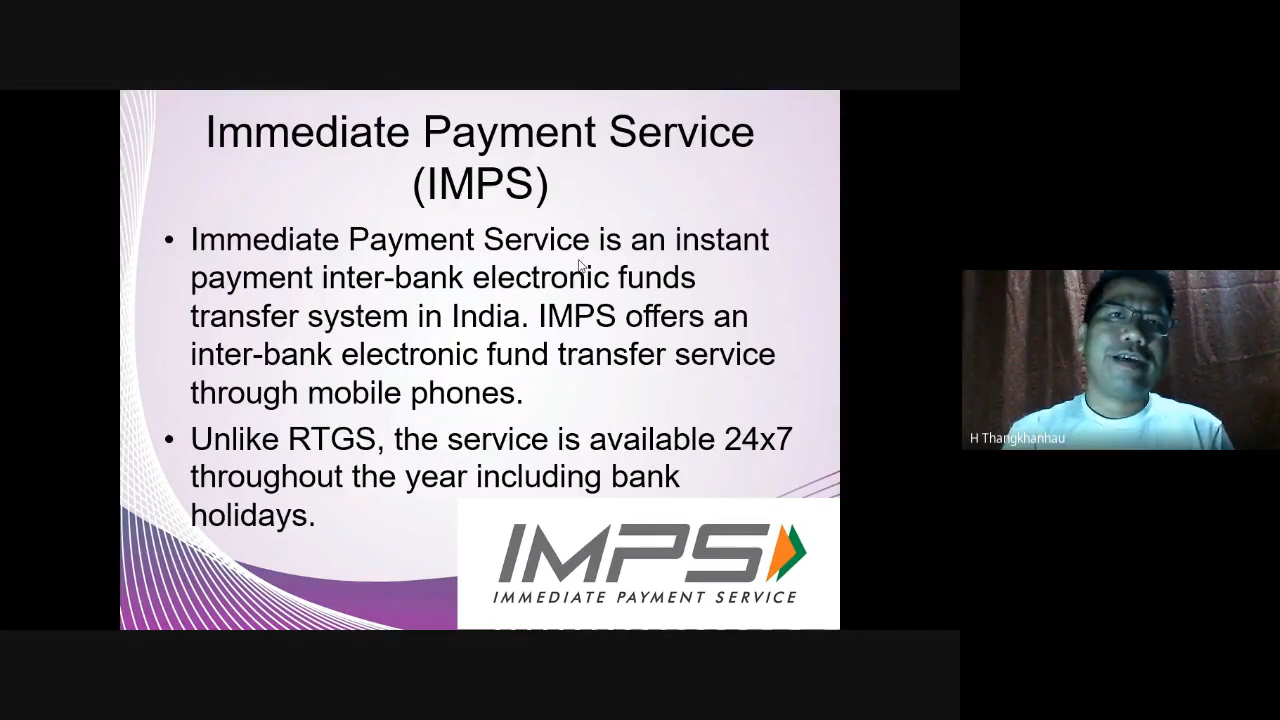 Immediate Payment Service
(IMPS)
• Immediate Payment Service is an instant
payment inter-bank electronic funds
transfer system in India. IMPS offers an
inter-bank electronic fund transfer service
through mobile phones.
• Unlike RTGS, the service is available 24x7
throughout the year including bank
holidays.
IMPS
IMMEDIATE PAYMENT SERVICE
H Thangkhanhau